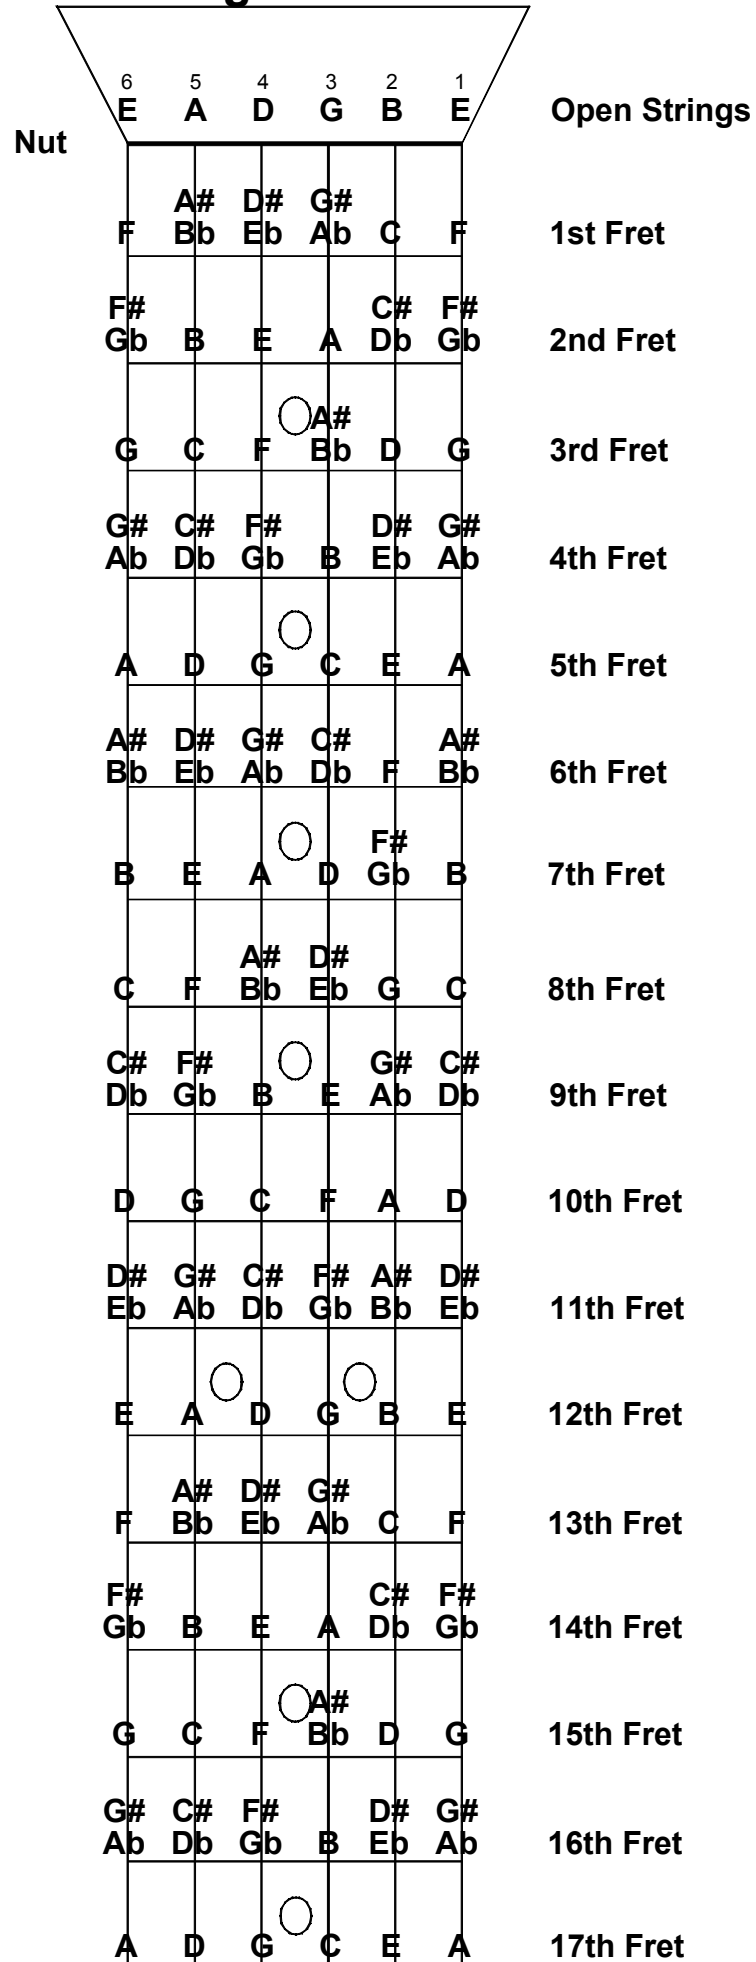 6 5 4 3 2 1
E A D G B E Open Strings
Nut
A# D# G#
F Bb Eb Ab C F 1st Fret
F# C# F#
Gb B E A Db Gb 2nd Fret
A#
G C F Bb D G 3rd Fret
G# C# F# D# G#
Ab Db Gb B Eb Ab 4th Fret
A D G C E A 5th Fret
A# D# G# C# A#
Bb Eb Ab Db F Bb 6th Fret
F#
B E A D Gb B 7th Fret
A# D#
C F Bb Eb G C 8th Fret
C# F# G# C#
Db Gb B E Ab Db 9th Fret
D G C F A D 10th Fret
D# G# C# F# A# D#
Eb Ab Db Gb Bb Eb 11th Fret
E A D G B E 12th Fret
A# D# G#
F Bb Eb Ab C F 13th Fret
F# C# F#
Gb B E A Db Gb 14th Fret
A#
G C F Bb D G 15th Fret
G# C# F# D# G#
Ab Db Gb B Eb Ab 16th Fret
A D G C E A 17th Fret